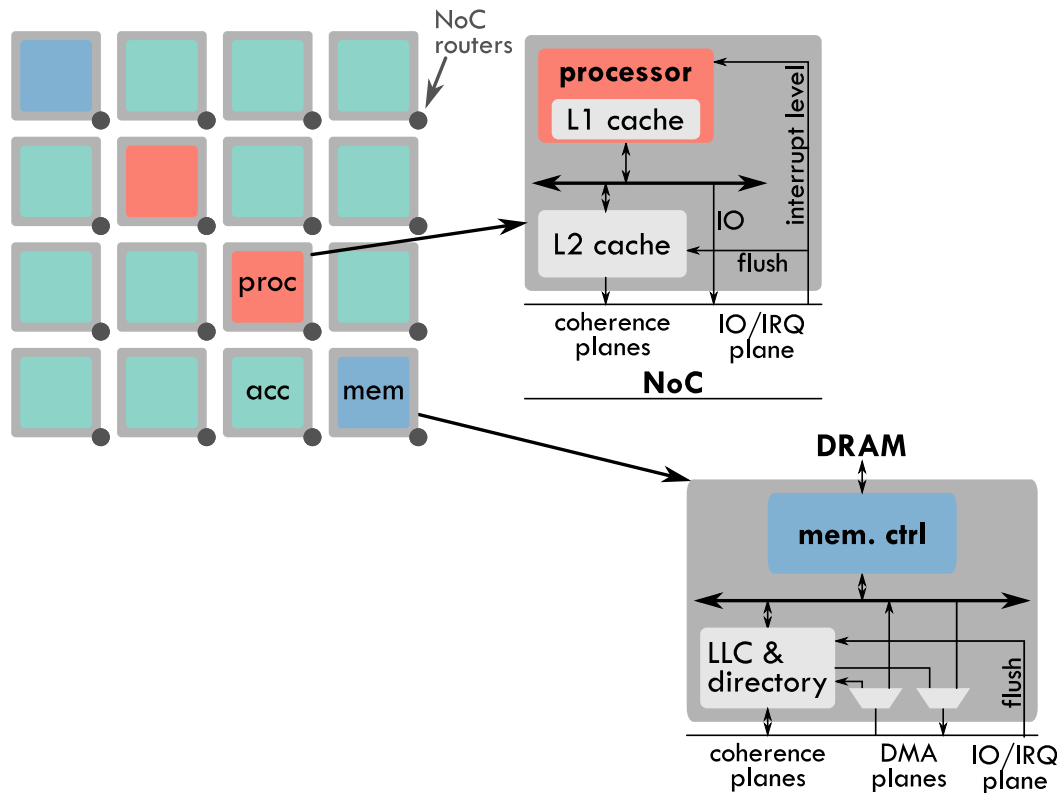 NoC
routers
proc
acc
mem
processor
L1 cache
interrupt level
IO
L2 cache
flush
coherence
planes
IO/IRQ
plane
NoC
DRAM
mem. ctrl
LLC &
directory
flush
coherence
planes
DMA
planes
IO/IRQ
plane